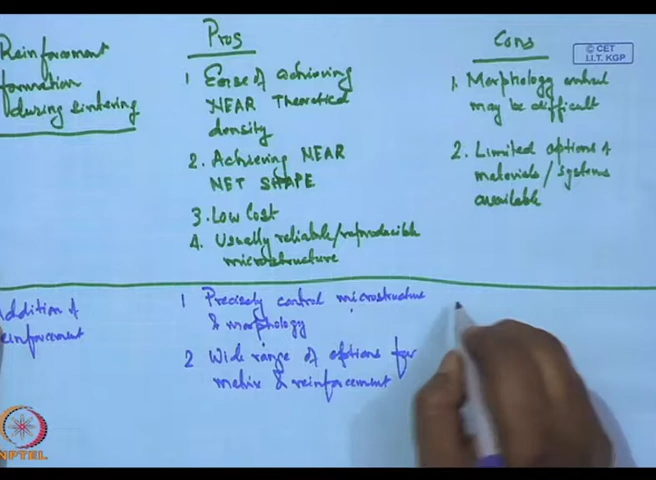 Reinforcement
formation
during sintering
Pros
1 Ease of achieving
NEAR Theoretical
density
2. Achieving NEAR
NET SHAPE
3. Low Cost
4. Usually reliable/reproducible
microstructure
Cons
1. Morphology control
may be difficult
2. Limited options of
materials/systems
available
© CET
I.I.T. KGP
Addition of
reinforcement
1 Precisely control microstructure
& morphology
2 Wide range of options for
matrix & reinforcement
NPTEL